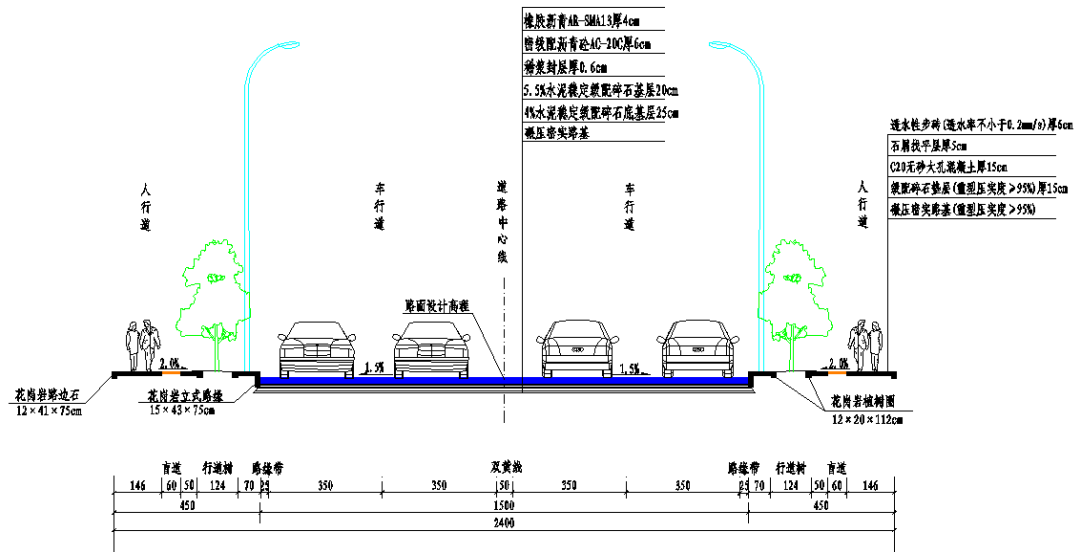 橡胶沥青AR-SMA13厚4cm
密级配沥青砼AC-20C厚6cm
稀浆封层厚0.6cm
5.5%水泥稳定级配碎石基层20cm
4%水泥稳定级配碎石底基层25cm
碾压密实路基
透水性步砖(透水率不小于0.2mm/s)厚6cm
石屑找平层厚5cm
C20无砂大孔混凝土厚15cm
级配碎石垫层(重型压实度≥95%)厚15cm
碾压密实路基(重型压实度≥95%)
人行道
车行道
道路中心线
车行道
人行道
路面设计高程
2.0%
1.5%
1.5%
2.0%
花岗岩路边石
12×41×75cm
花岗岩立式路缘
15×43×75cm
花岗岩植树圈
12×20×112cm
盲道 行道树 路缘带 双黄线 路缘带 行道树 盲道
146 60 50 124 70 25 350 350 50 350 350 25 70 124 50 60 146
450 1500 450
2400